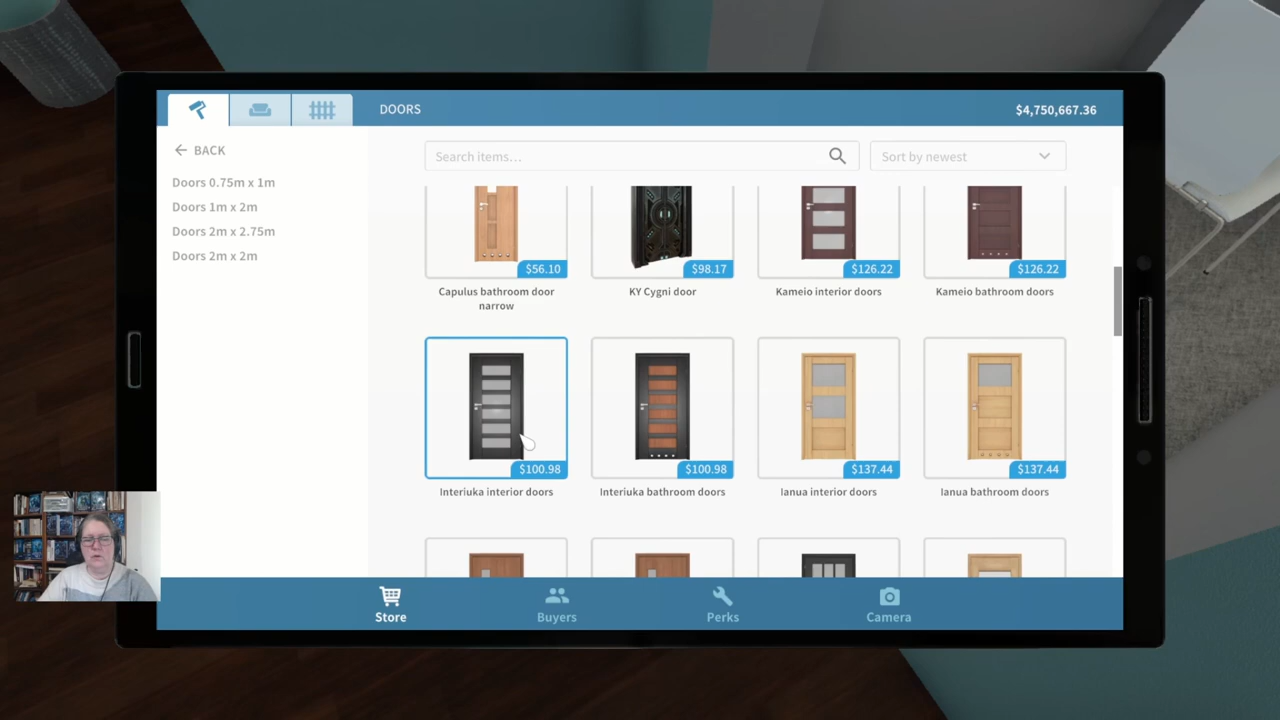 DOORS
$4,750,667.36
BACK
Search items...
Sort by newest
Doors 0.75m x 1m
Doors 1m x 2m
Doors 2m x 2.75m
Doors 2m x 2m
$56.10
$98.17
$126.22
$126.22
Capulus bathroom door
narrow
KY Cygni door
Kameio interior doors
Kameio bathroom doors
$100.98
$100.98
$137.44
$137.44
Interiuka interior doors
Interiuka bathroom doors
Ianua interior doors
Ianua bathroom doors
Store
Buyers
Perks
Camera